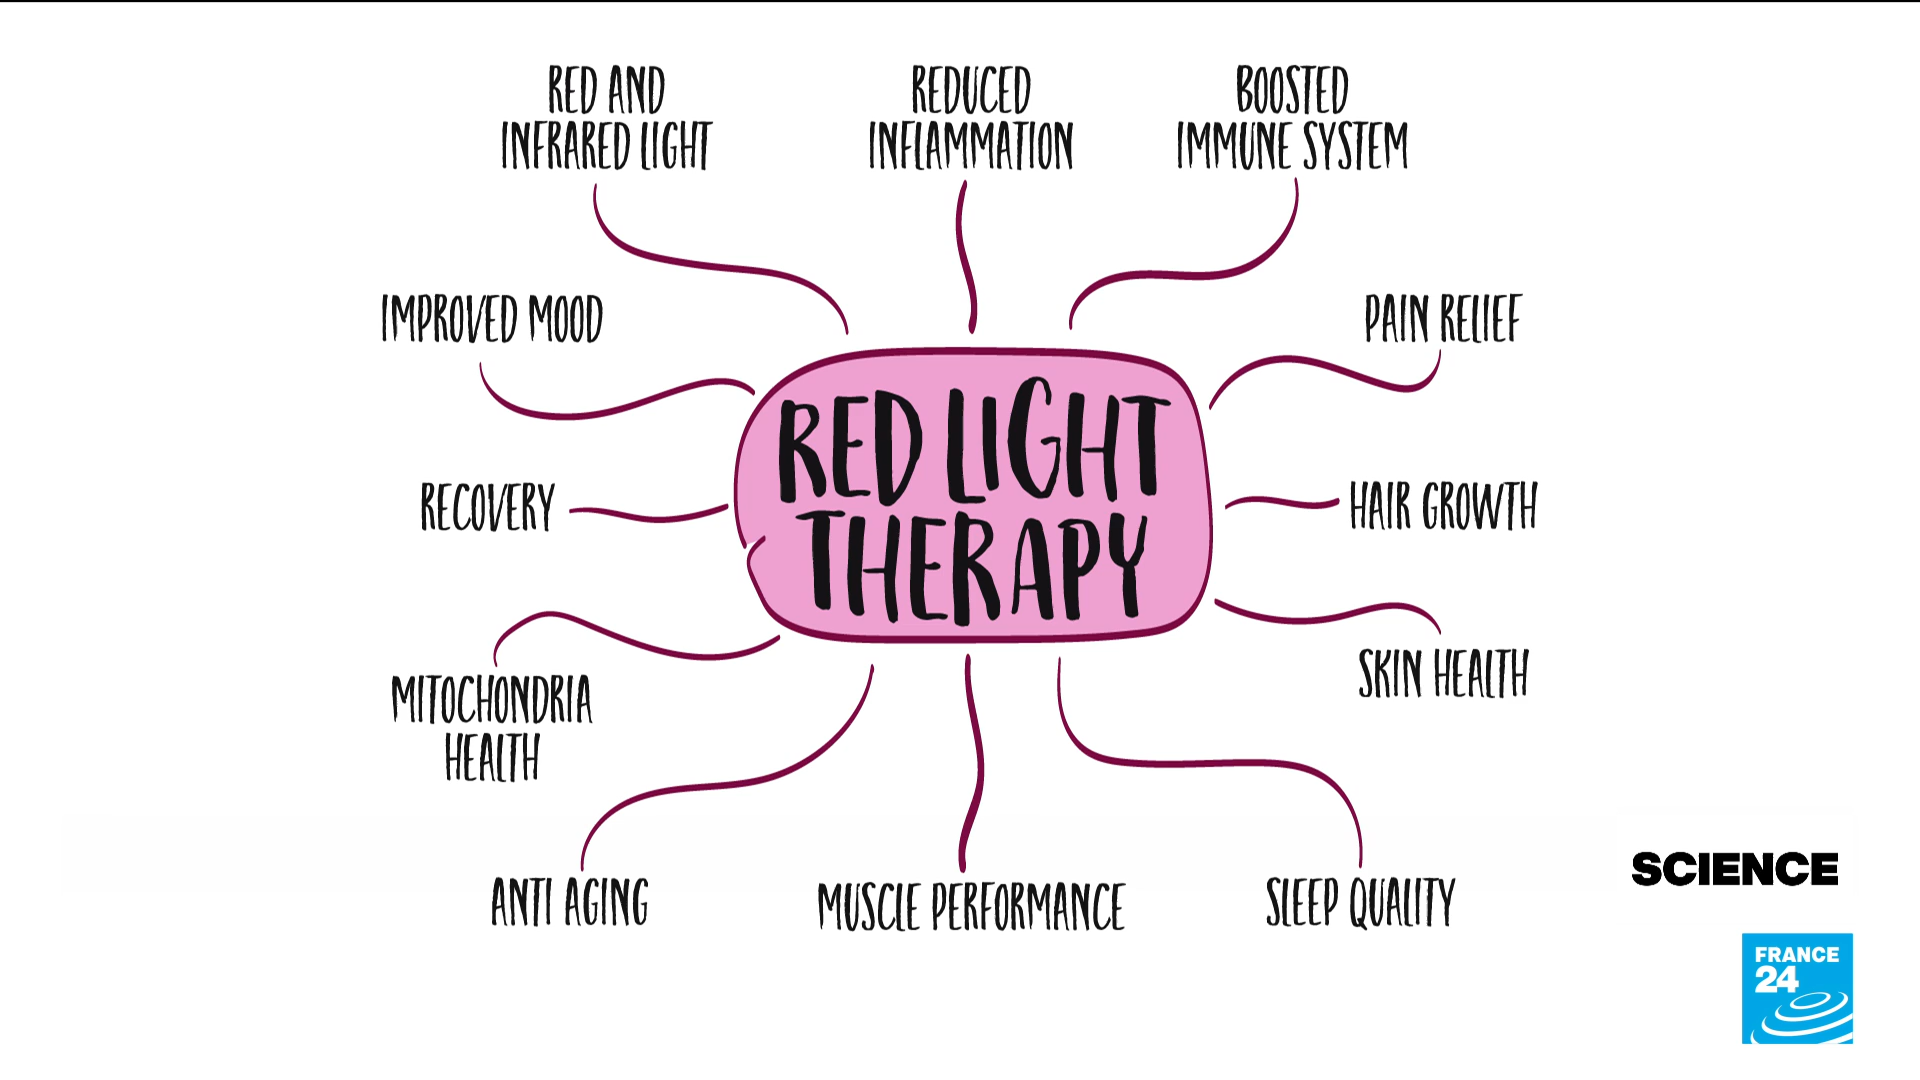 RED AND
INFRARED LIGHT
REDUCED
INFLAMMATION
BOOSTED
IMMUNE SYSTEM
IMPROVED MOOD
PAIN RELIEF
RED LIGHT
THERAPY
RECOVERY
HAIR GROWTH
MITOCHONDRIA
HEALTH
SKIN HEALTH
ANTI AGING
MUSCLE PERFORMANCE
SLEEP QUALITY
SCIENCE
FRANCE
24